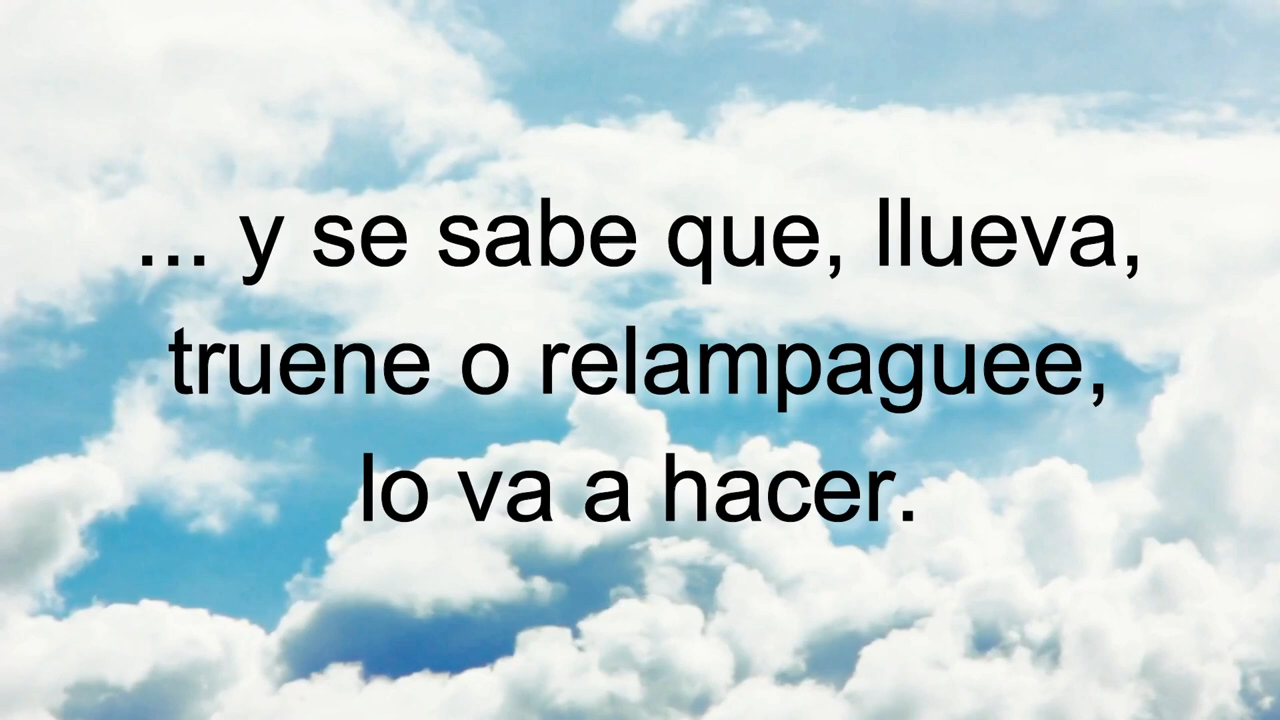 ... y se sabe que, llueva,
truene o relampaguee,
lo va a hacer.